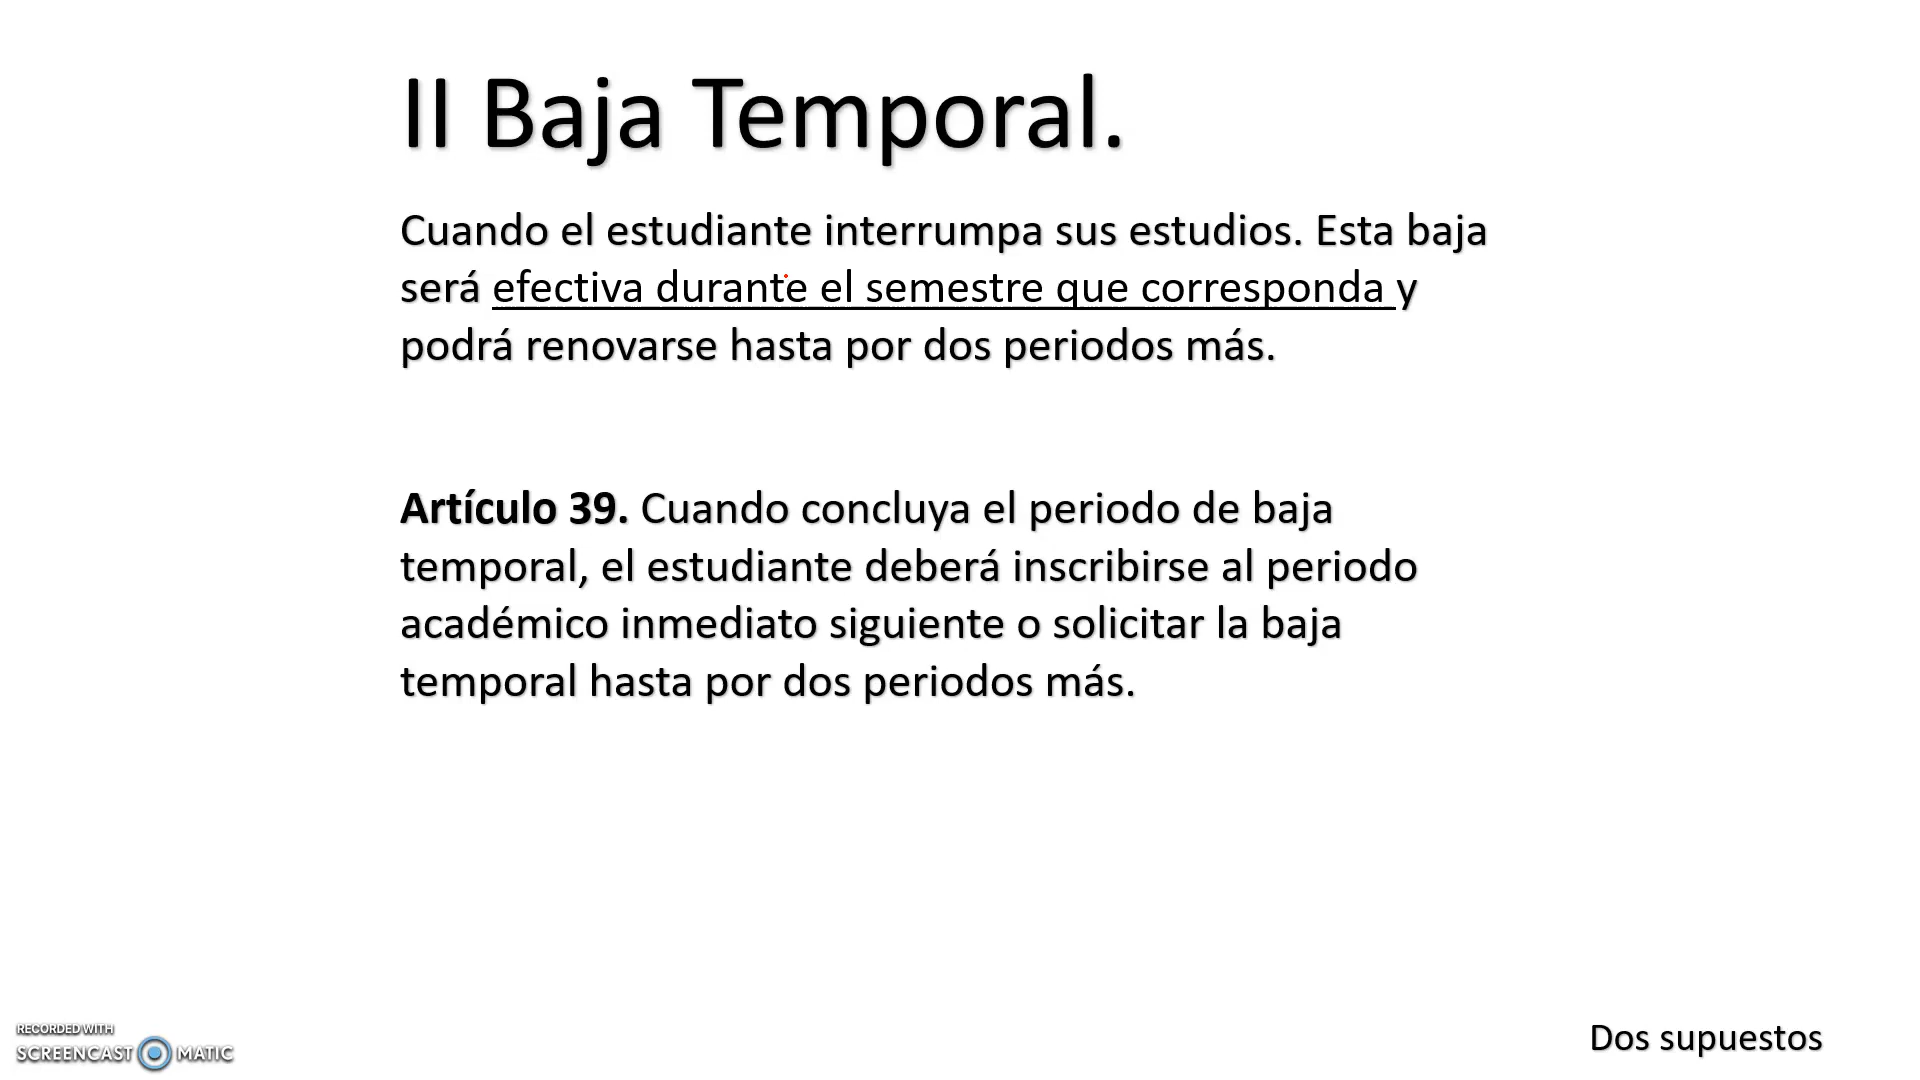 II Baja Temporal.
Cuando el estudiante interrumpa sus estudios. Esta baja
será efectiva durante el semestre que corresponda y
podrá renovarse hasta por dos periodos más.
Artículo 39. Cuando concluya el periodo de baja
temporal, el estudiante deberá inscribirse al periodo
académico inmediato siguiente o solicitar la baja
temporal hasta por dos periodos más.
Dos supuestos
RECORDED WITH
SCREENCAST MATIC